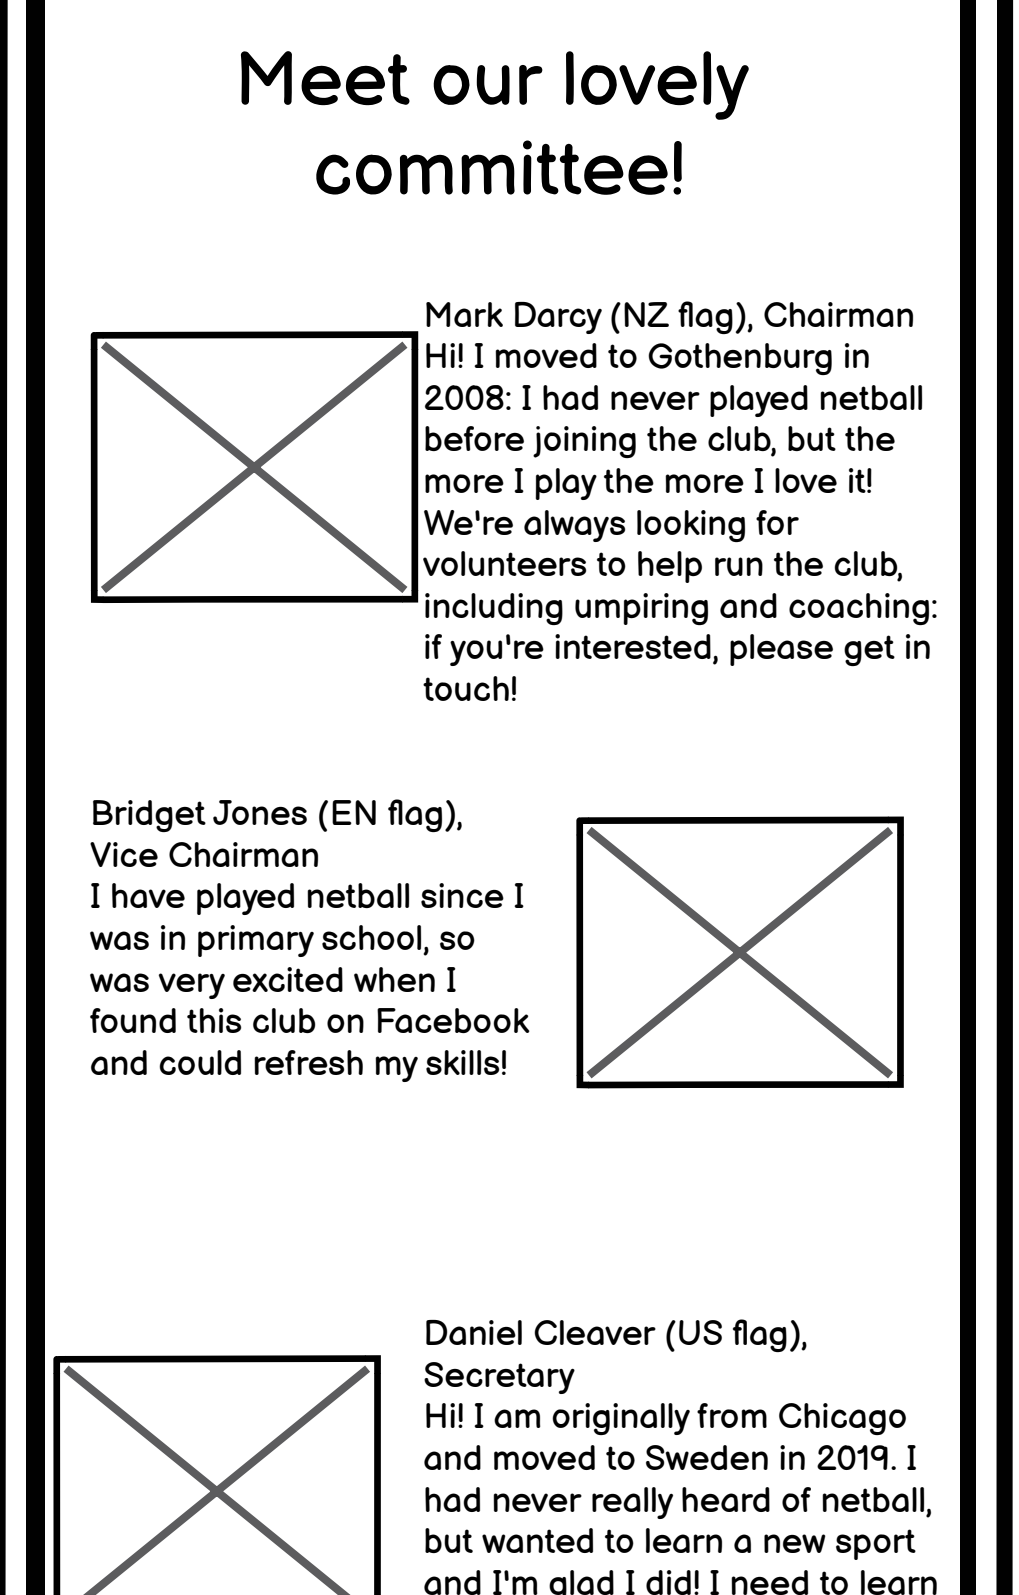 Meet our lovely
committee!
Mark Darcy (NZ flag), Chairman
Hi! I moved to Gothenburg in
2008: I had never played netball
before joining the club, but the
more I play the more I love it!
We're always looking for
volunteers to help run the club,
including umpiring and coaching:
if you're interested, please get in
touch!
Bridget Jones (EN flag),
Vice Chairman
I have played netball since I
was in primary school, so
was very excited when I
found this club on Facebook
and could refresh my skills!
Daniel Cleaver (US flag),
Secretary
Hi! I am originally from Chicago
and moved to Sweden in 2019. I
had never really heard of netball,
but wanted to learn a new sport
and I'm glad I did! I need to learn